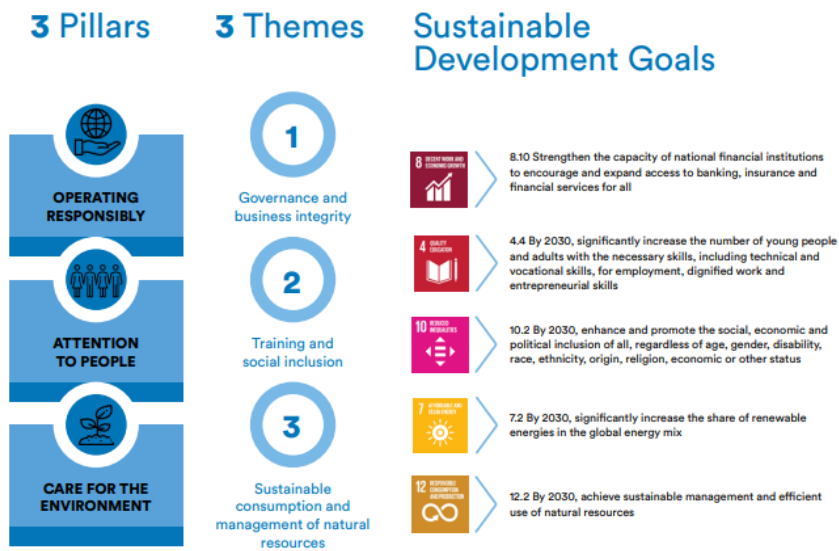 3 Pillars
3 Themes
Sustainable
Development Goals
OPERATING
RESPONSIBLY
1
Governance and
business integrity
8 DECENT WORK AND
ECONOMIC GROWTH
8.10 Strengthen the capacity of national financial institutions
to encourage and expand access to banking, insurance and
financial services for all
4 QUALITY
EDUCATION
4.4 By 2030, significantly increase the number of young people
and adults with the necessary skills, including technical and
vocational skills, for employment, dignified work and
entrepreneurial skills
ATTENTION
TO PEOPLE
2
Training and
social inclusion
10 REDUCED
INEQUALITIES
10.2 By 2030, enhance and promote the social, economic and
political inclusion of all, regardless of age, gender, disability,
race, ethnicity, origin, religion, economic or other status
CARE FOR THE
ENVIRONMENT
3
Sustainable
consumption and
management of natural
resources
7 AFFORDABLE AND
CLEAN ENERGY
7.2 By 2030, significantly increase the share of renewable
energies in the global energy mix
12 RESPONSIBLE
CONSUMPTION
AND PRODUCTION
12.2 By 2030, achieve sustainable management and efficient
use of natural resources